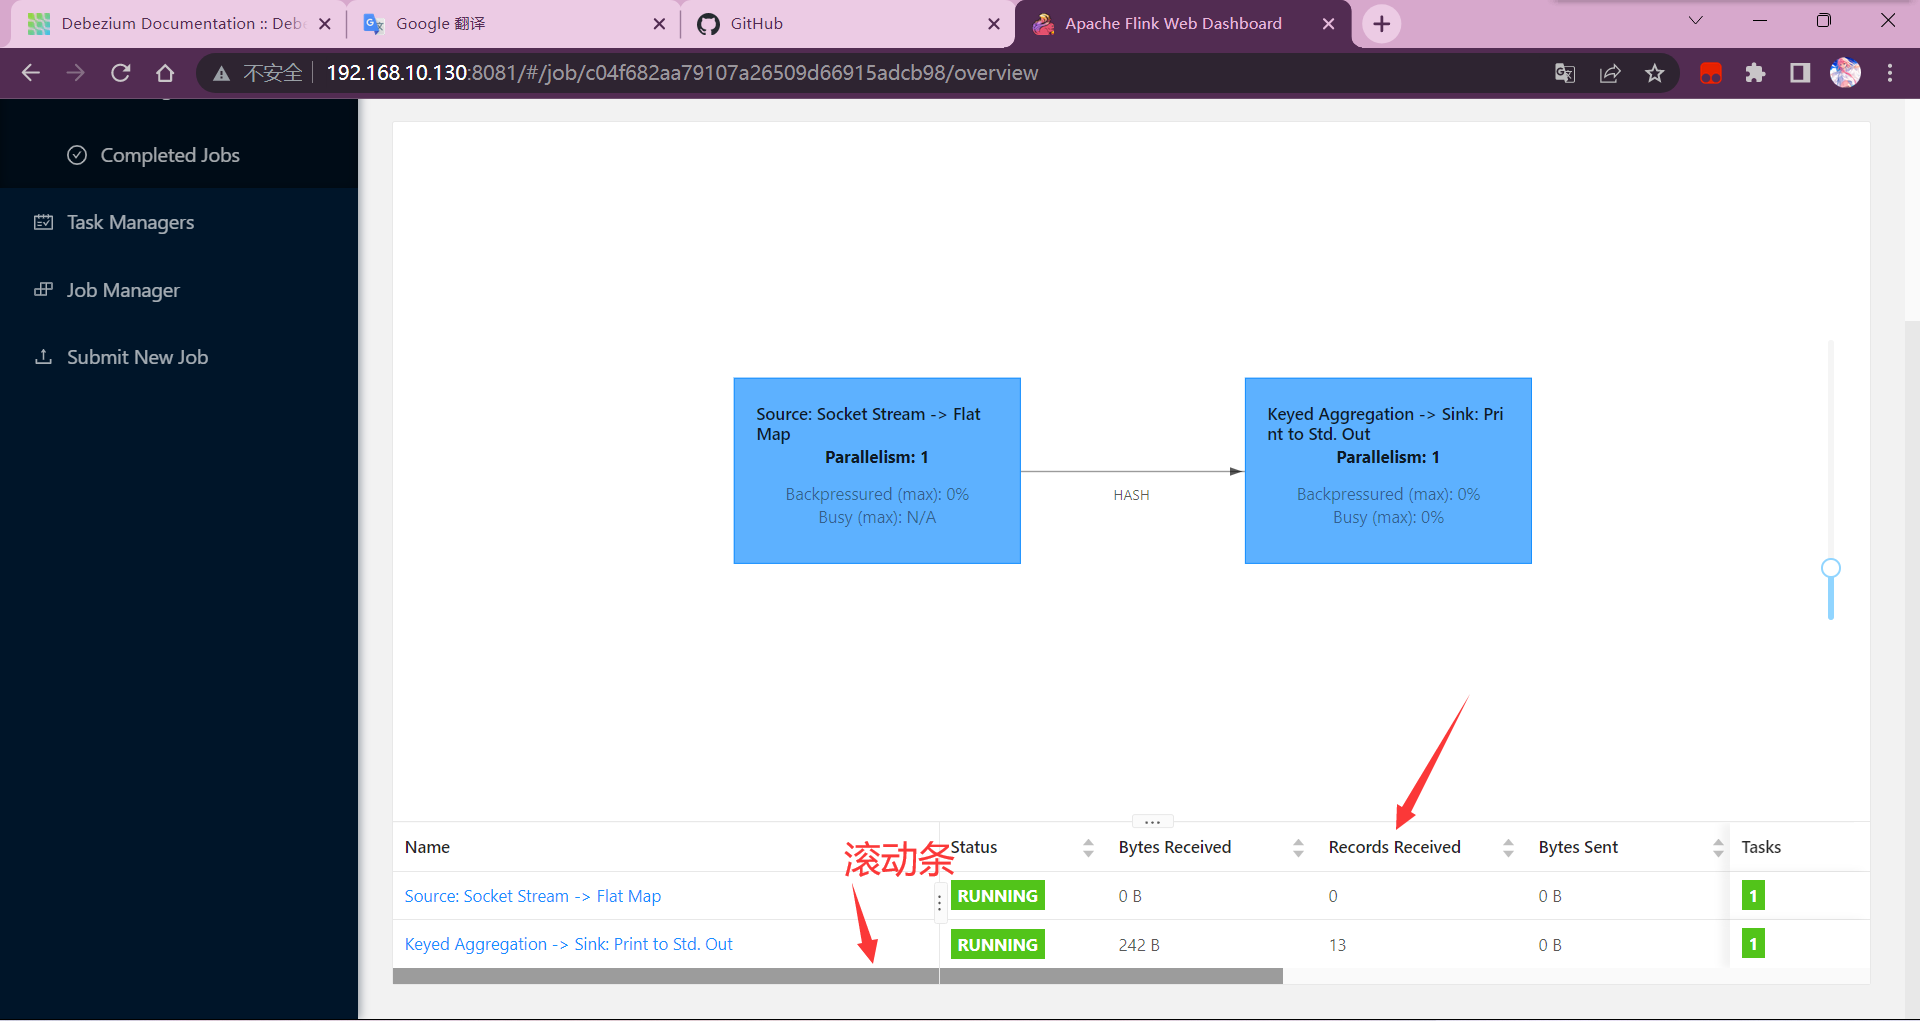 Debezium Documentation :: Debe
Google 翻译
GitHub
Apache Flink Web Dashboard
不安全
192.168.10.130:8081/#/job/c04f682aa79107a26509d66915adcb98/overview
Completed Jobs
Task Managers
Job Manager
Submit New Job
Source: Socket Stream -> Flat
Map
Parallelism: 1
Backpressured (max): 0%
Busy (max): N/A
HASH
Keyed Aggregation -> Sink: Pri
nt to Std. Out
Parallelism: 1
Backpressured (max): 0%
Busy (max): 0%
滚动条
Name Status Bytes Received Records Received Bytes Sent Tasks
Source: Socket Stream -> Flat Map RUNNING 0 B 0 0 B 1
Keyed Aggregation -> Sink: Print to Std. Out RUNNING 242 B 13 0 B 1